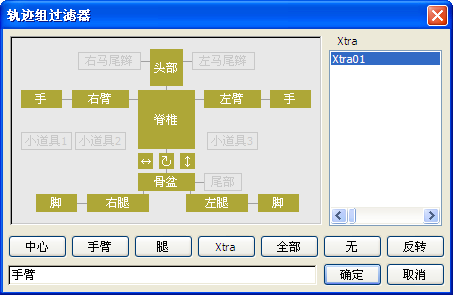 轨迹组过滤器
Xtra
右马尾辫 头部 左马尾辫
Xtra01
手 右臂 脊椎 左臂 手
小道具1 小道具2 小道具3
骨盆 尾部
脚 右腿 左腿 脚
中心 手臂 腿 Xtra 全部 无 反转
手臂 确定 取消